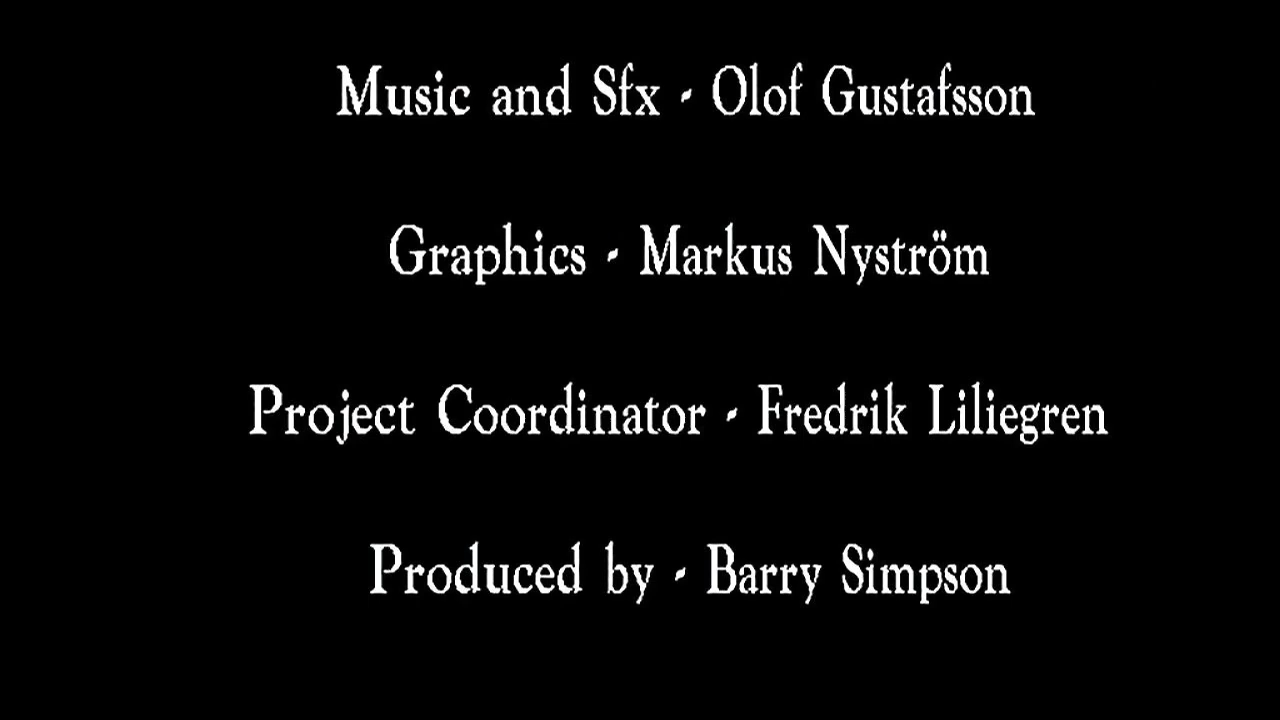 Music and Sfx - Olof Gustafsson
Graphics - Markus Nyström
Project Coordinator - Fredrik Liliegren
Produced by - Barry Simpson